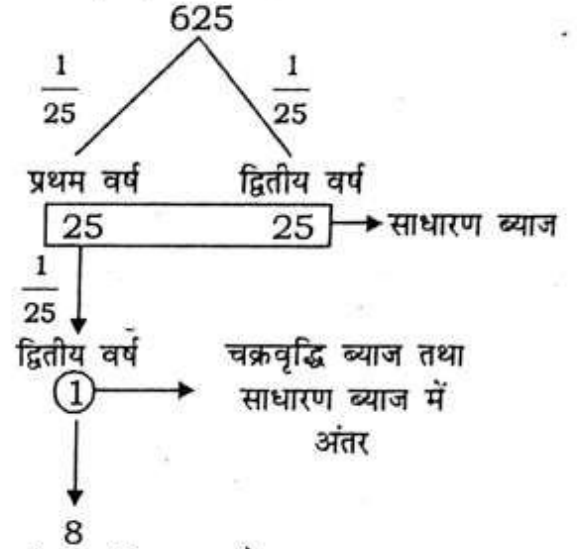 625
1/25 1/25
प्रथम वर्ष द्वितीय वर्ष
25 25 साधारण ब्याज
1/25
द्वितीय वर्ष चक्रवृद्धि ब्याज तथा
1 साधारण ब्याज में
अंतर
8